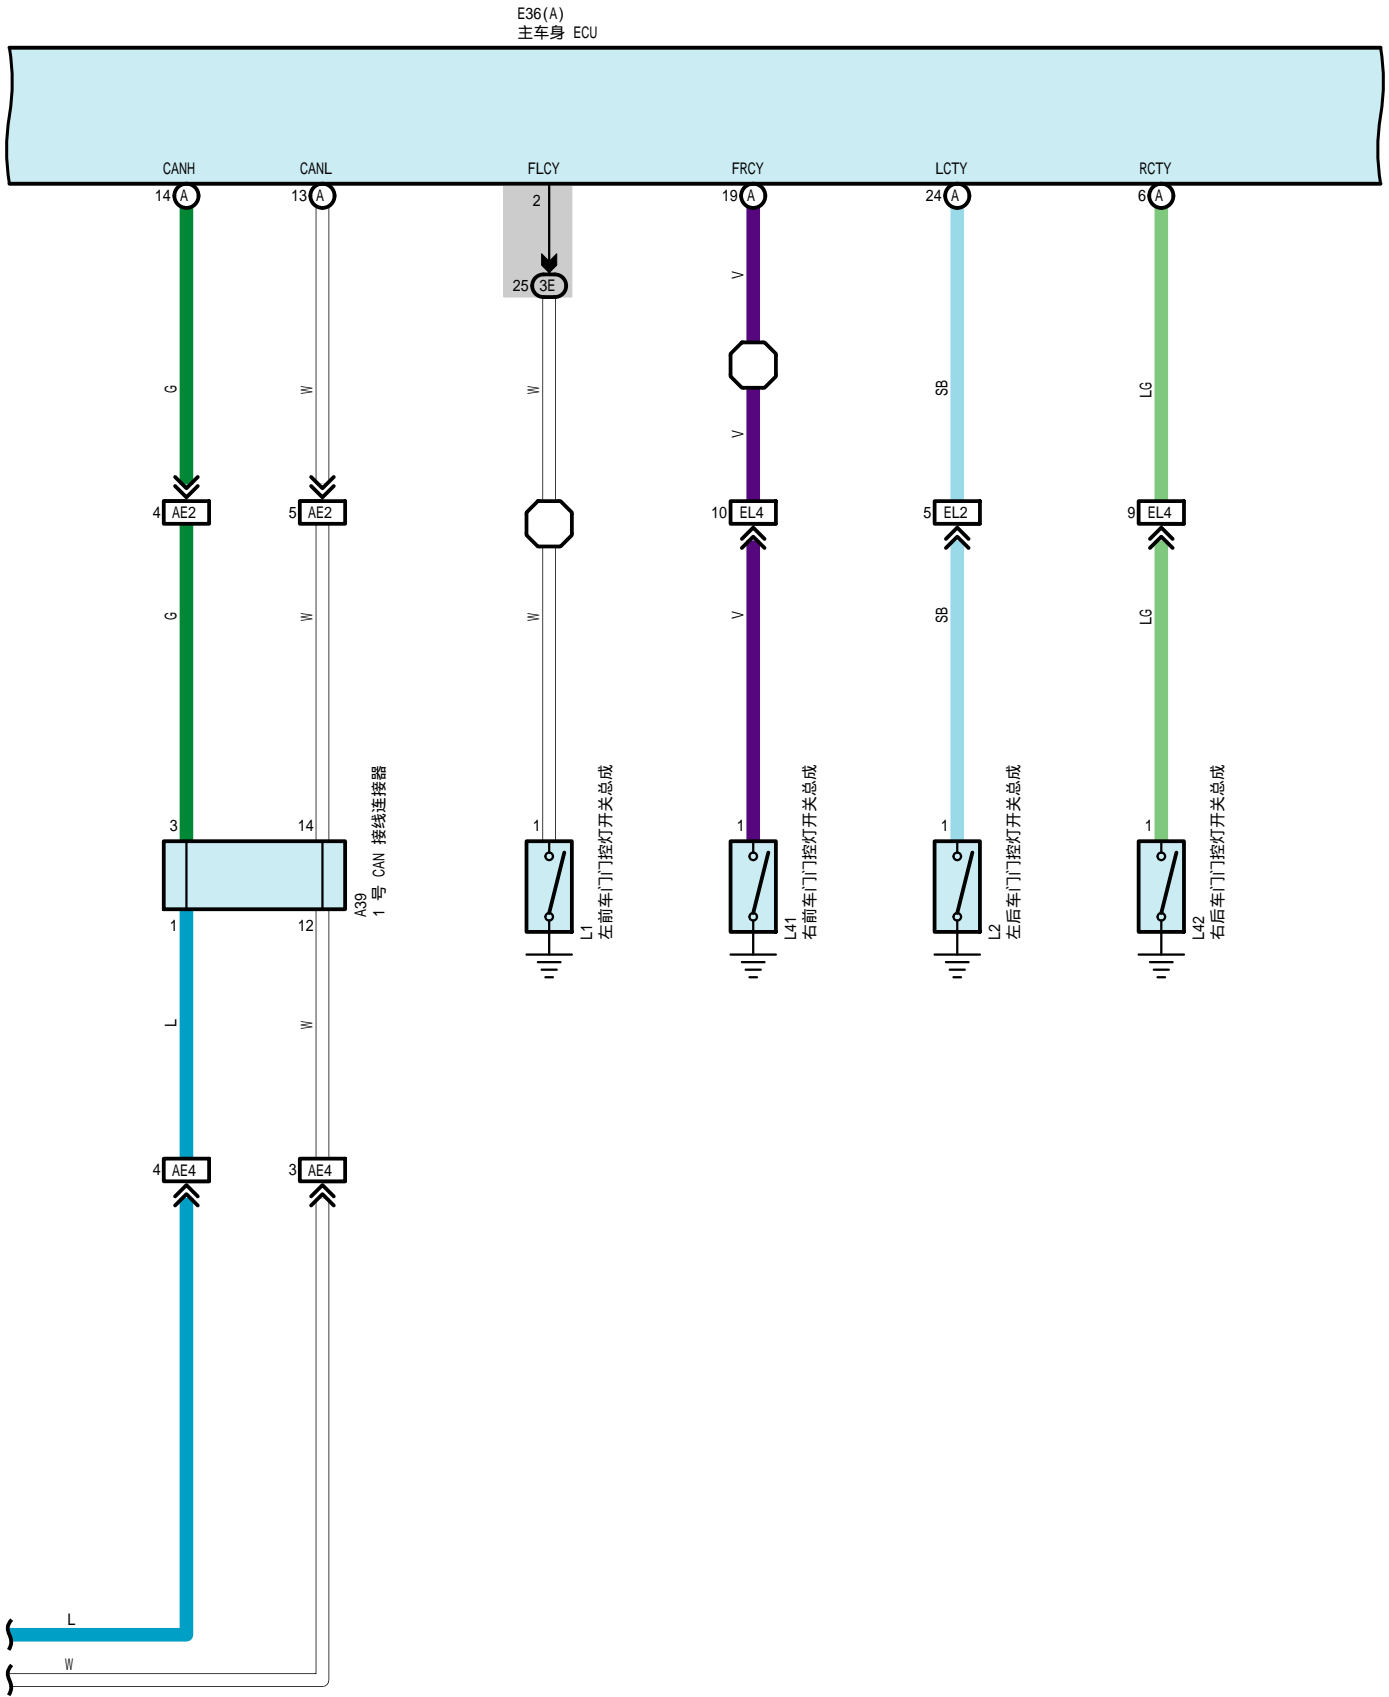 E36(A)
主车身 ECU
CANH
CANL
FLCY
FRCY
LCTY
RCTY
14 A
13 A
2
19 A
24 A
6 A
V
25 3E
G
W
W
SB
LG
V
4 AE2
5 AE2
10 EL4
5 EL2
9 EL4
G
W
W
V
SB
LG
3
14
1
1
1
1
A39
1 号 CAN 接线连接器
L1
左前车门门控灯开关总成
L41
右前车门门控灯开关总成
L2
左后车门门控灯开关总成
L42
右后车门门控灯开关总成
1
12
L
W
4 AE4
3 AE4
L
W